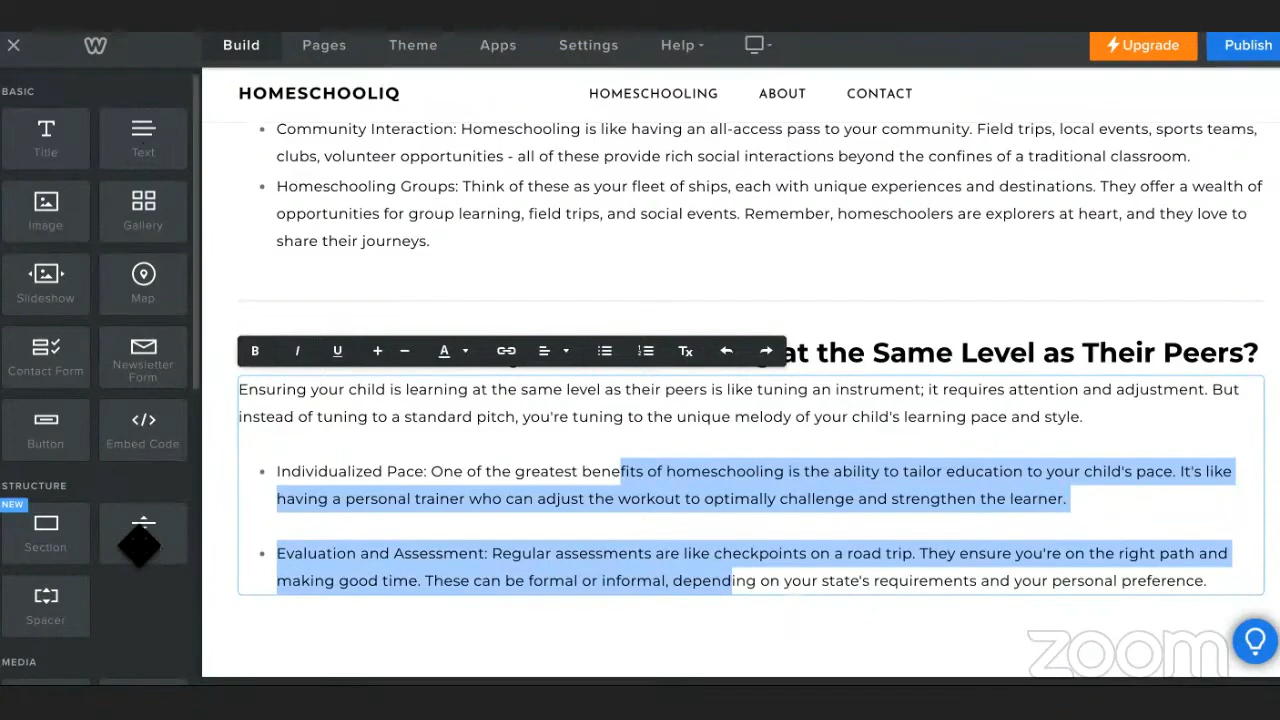 Build
Pages
Theme
Apps
Settings
Help
Upgrade
Publish
BASIC
Title
Text
Image
Gallery
Slideshow
Map
Contact Form
Newsletter
Form
Button
Embed Code
STRUCTURE
NEW
Section
Spacer
MEDIA
HOMESCHOOLIQ
HOMESCHOOLING
ABOUT
CONTACT
Community Interaction: Homeschooling is like having an all-access pass to your community. Field trips, local events, sports teams,
clubs, volunteer opportunities - all of these provide rich social interactions beyond the confines of a traditional classroom.
Homeschooling Groups: Think of these as your fleet of ships, each with unique experiences and destinations. They offer a wealth of
opportunities for group learning, field trips, and social events. Remember, homeschoolers are explorers at heart, and they love to
share their journeys.
B I U + − A Tx
at the Same Level as Their Peers?
Ensuring your child is learning at the same level as their peers is like tuning an instrument; it requires attention and adjustment. But
instead of tuning to a standard pitch, you're tuning to the unique melody of your child's learning pace and style.
Individualized Pace: One of the greatest benefits of homeschooling is the ability to tailor education to your child's pace. It's like
having a personal trainer who can adjust the workout to optimally challenge and strengthen the learner.
Evaluation and Assessment: Regular assessments are like checkpoints on a road trip. They ensure you're on the right path and
making good time. These can be formal or informal, depending on your state's requirements and your personal preference.
zoom